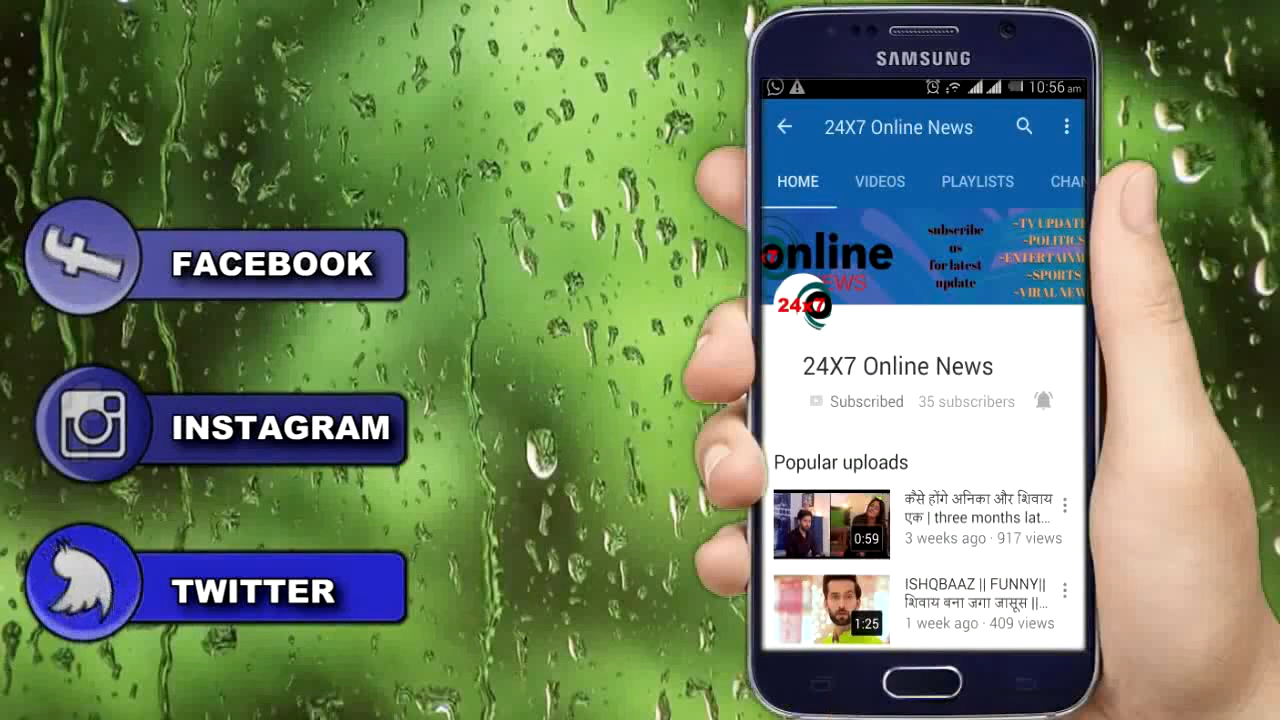 FACEBOOK
INSTAGRAM
TWITTER
SAMSUNG
10:56 am
24X7 Online News
HOME VIDEOS PLAYLISTS CHAN
online
NEWS
subscribe
us
for latest
update
~TV UPDATE
~POLITICS
~ENTERTAINM
~SPORTS
~VIRAL NEW
24x7
24X7 Online News
Subscribed 35 subscribers
Popular uploads
0:59
कैसे होंगे अनिका और शिवाय
एक | three months lat...
3 weeks ago · 917 views
1:25
ISHQBAAZ || FUNNY||
शिवाय बना जगा जासूस ||...
1 week ago · 409 views